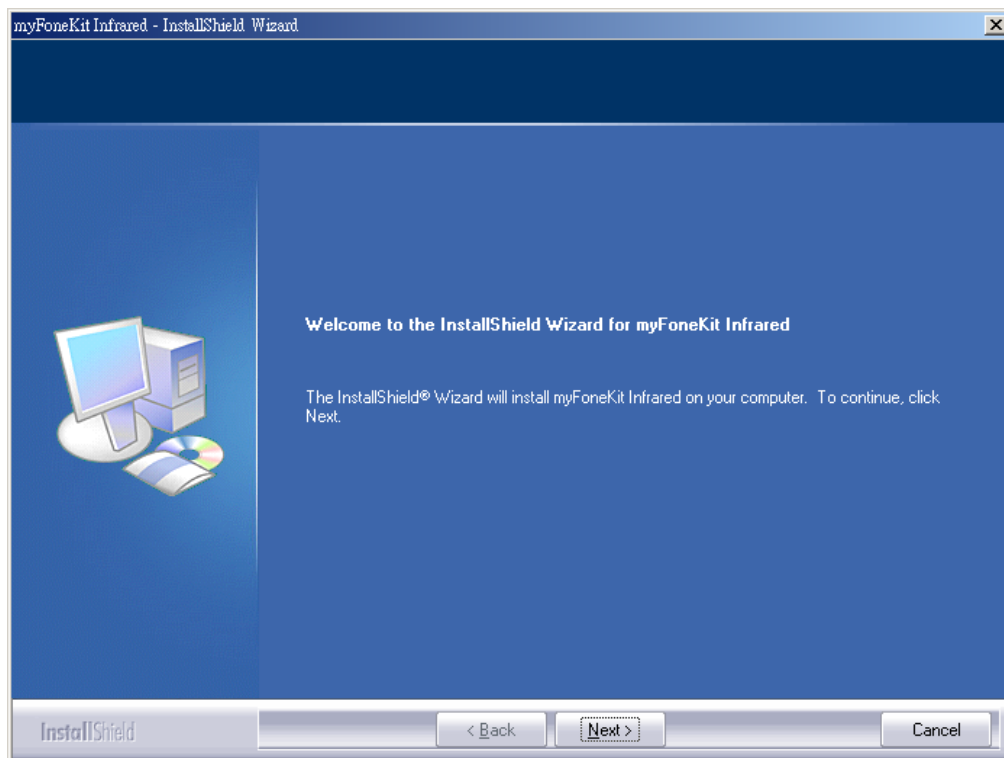 myFoneKit Infrared - InstallShield Wizard
Welcome to the InstallShield Wizard for myFoneKit Infrared
The InstallShield® Wizard will install myFoneKit Infrared on your computer.  To continue, click
Next.
InstallShield
< Back
Next >
Cancel